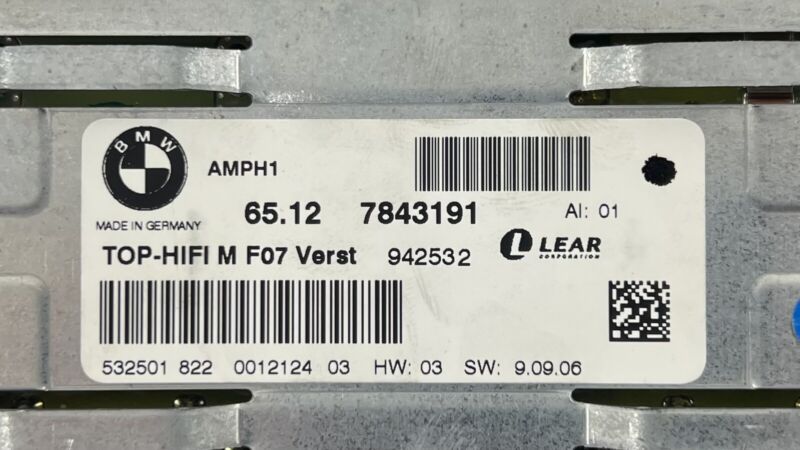 BMW
AMPH1
MADE IN GERMANY
65.12 7843191 AI: 01
TOP-HIFI M F07 Verst 942532
LEAR
CORPORATION
532501 822 0012124 03 HW: 03 SW: 9.09.06